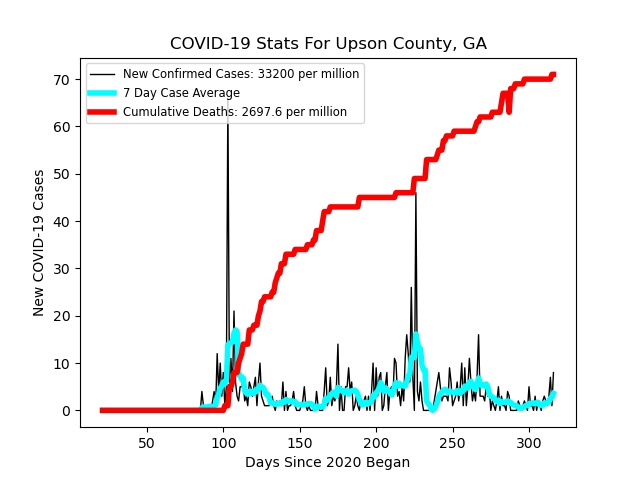 COVID-19 Stats For Upson County, GA
New Confirmed Cases: 33200 per million
7 Day Case Average
Cumulative Deaths: 2697.6 per million
New COVID-19 Cases
70
60
50
40
30
20
10
0
50 100 150 200 250 300
Days Since 2020 Began